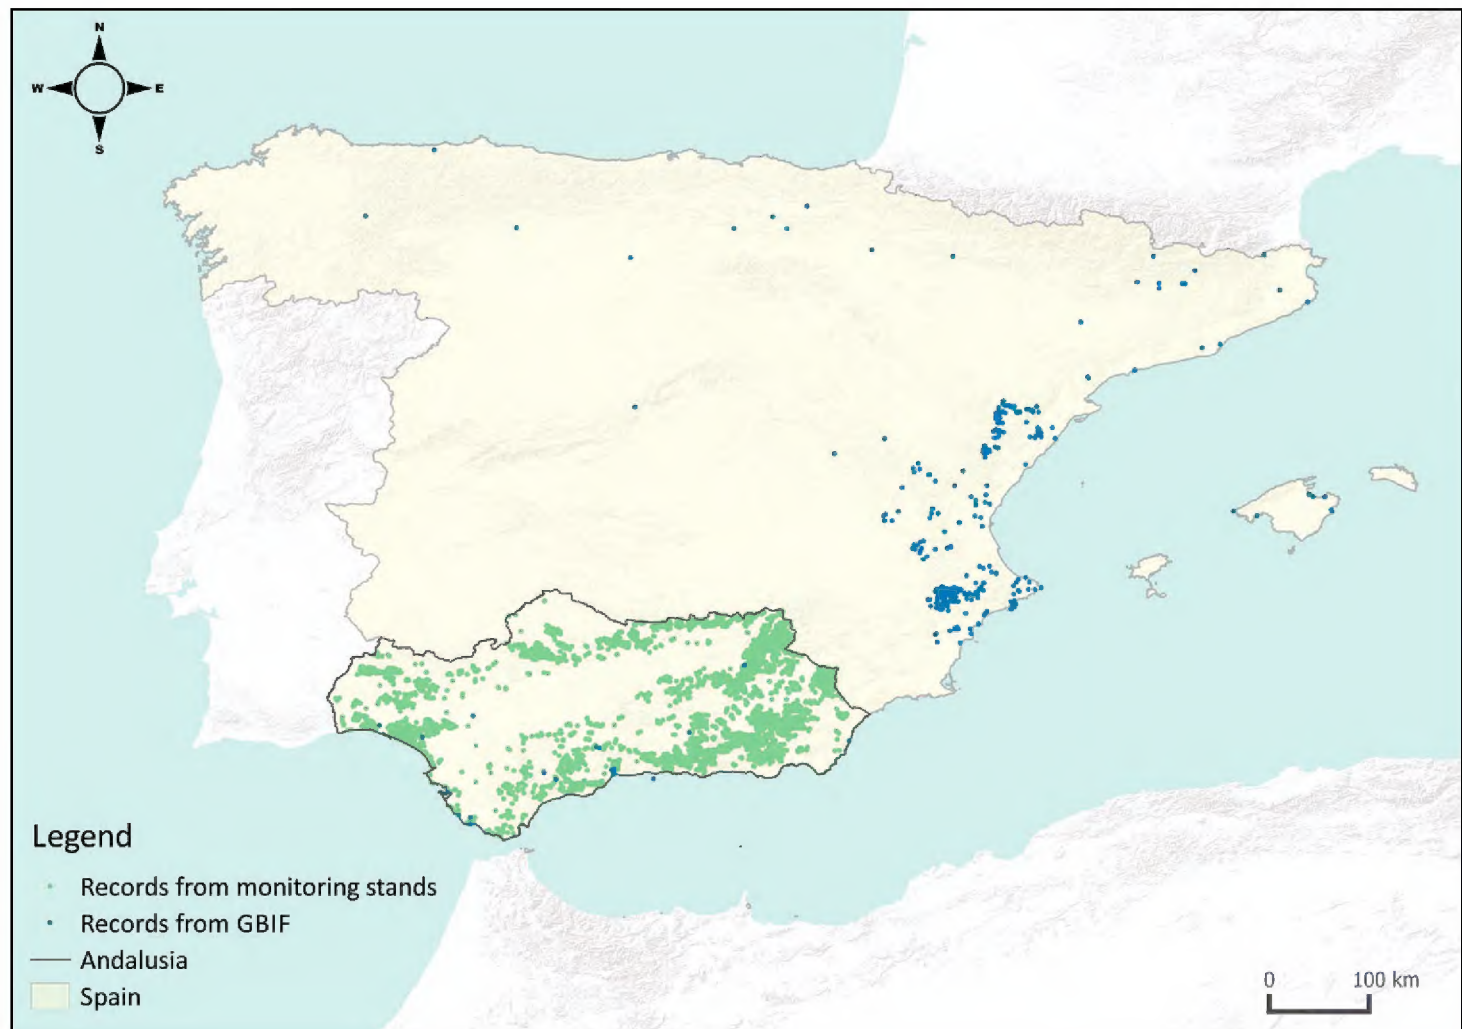 N
W E
S
Legend
Records from monitoring stands
Records from GBIF
Andalusia
Spain
0 100 km